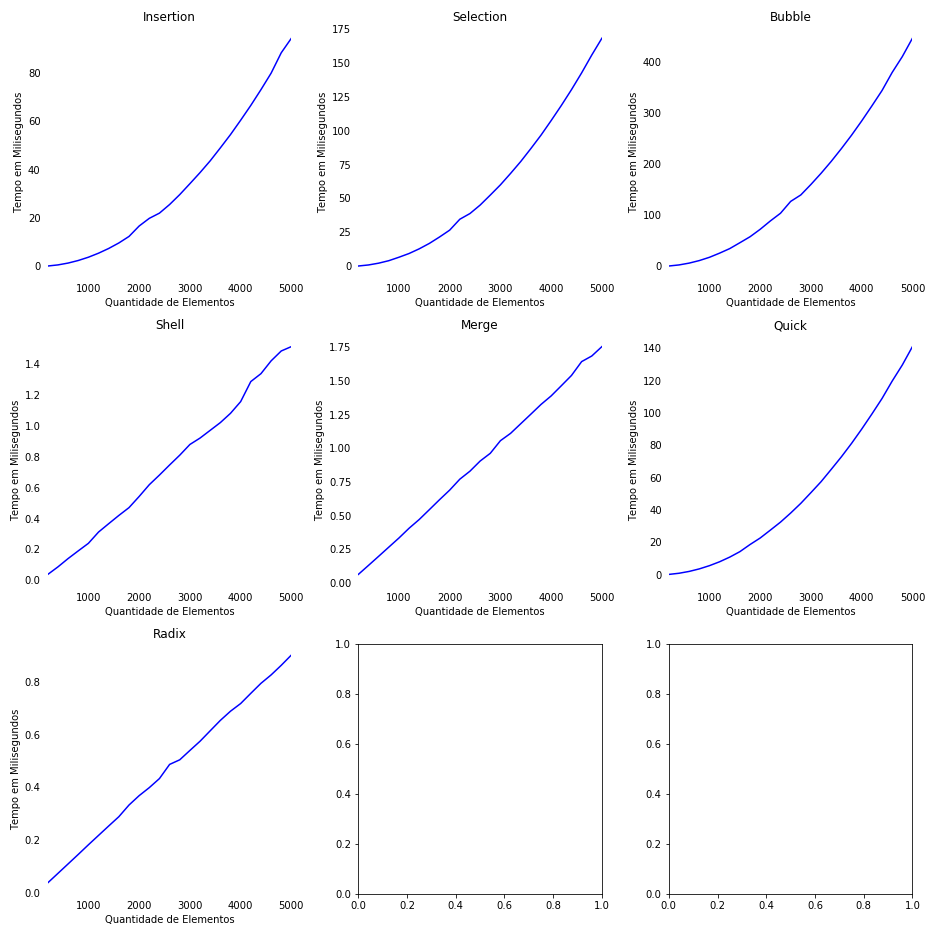 Insertion
Tempo em Milisegundos
80
60
40
20
0
1000 2000 3000 4000 5000
Quantidade de Elementos
Selection
Tempo em Milisegundos
175
150
125
100
75
50
25
0
1000 2000 3000 4000 5000
Quantidade de Elementos
Bubble
Tempo em Milisegundos
400
300
200
100
0
1000 2000 3000 4000 5000
Quantidade de Elementos
Shell
Tempo em Milisegundos
1.4
1.2
1.0
0.8
0.6
0.4
0.2
0.0
1000 2000 3000 4000 5000
Quantidade de Elementos
Merge
Tempo em Milisegundos
1.75
1.50
1.25
1.00
0.75
0.50
0.25
0.00
1000 2000 3000 4000 5000
Quantidade de Elementos
Quick
Tempo em Milisegundos
140
120
100
80
60
40
20
0
1000 2000 3000 4000 5000
Quantidade de Elementos
Radix
Tempo em Milisegundos
0.8
0.6
0.4
0.2
0.0
1000 2000 3000 4000 5000
Quantidade de Elementos
1.0
0.8
0.6
0.4
0.2
0.0
0.0 0.2 0.4 0.6 0.8 1.0
1.0
0.8
0.6
0.4
0.2
0.0
0.0 0.2 0.4 0.6 0.8 1.0